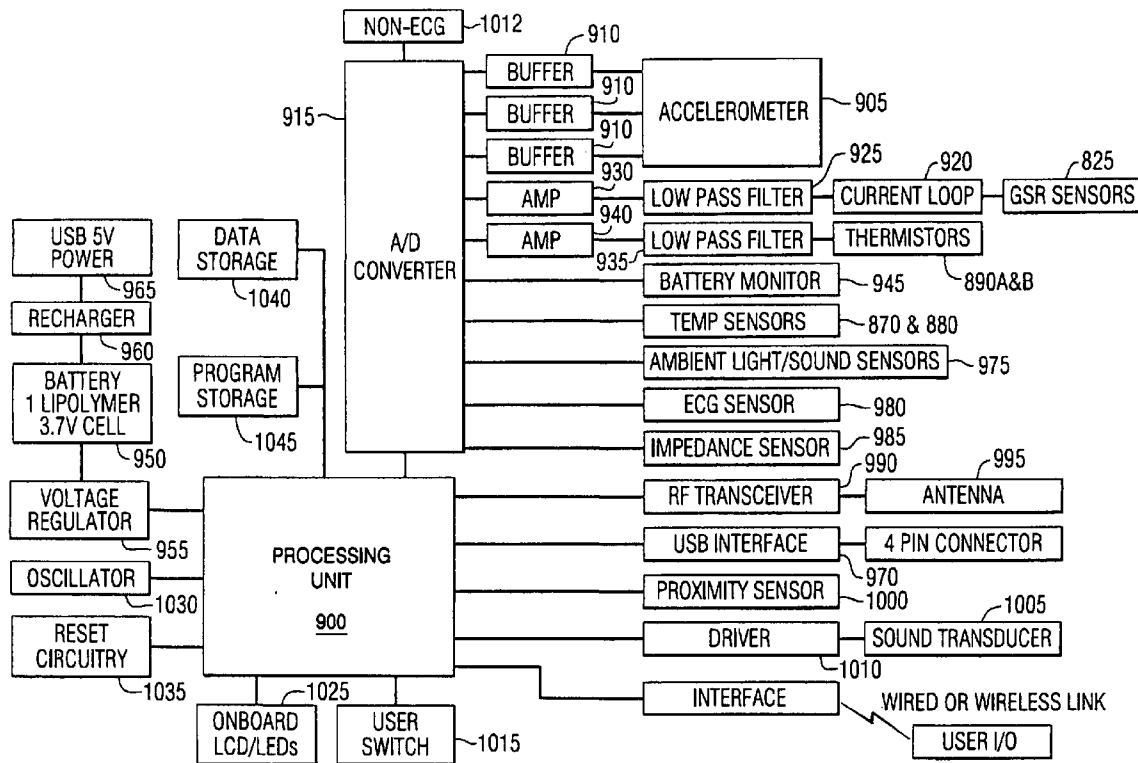 NON-ECG
1012
910
BUFFER
915
910
BUFFER
ACCELEROMETER
905
910
BUFFER
930
925
920
825
AMP
LOW PASS FILTER
CURRENT LOOP
GSR SENSORS
940
USB 5V
POWER
DATA
STORAGE
A/D
CONVERTER
AMP
LOW PASS FILTER
THERMISTORS
965
1040
935
890A&B
BATTERY MONITOR
945
RECHARGER
960
TEMP SENSORS
870 & 880
BATTERY
1 LIPOLYMER
3.7V CELL
PROGRAM
STORAGE
AMBIENT LIGHT/SOUND SENSORS
975
950
1045
ECG SENSOR
980
IMPEDANCE SENSOR
985
990
995
VOLTAGE
REGULATOR
RF TRANSCEIVER
ANTENNA
955
PROCESSING
UNIT
900
USB INTERFACE
4 PIN CONNECTOR
970
OSCILLATOR
1030
PROXIMITY SENSOR
1000
1005
RESET
CIRCUITRY
DRIVER
SOUND TRANSDUCER
1035
1010
1025
INTERFACE
WIRED OR WIRELESS LINK
ONBOARD
LCD/LEDs
USER
SWITCH
1015
USER I/O